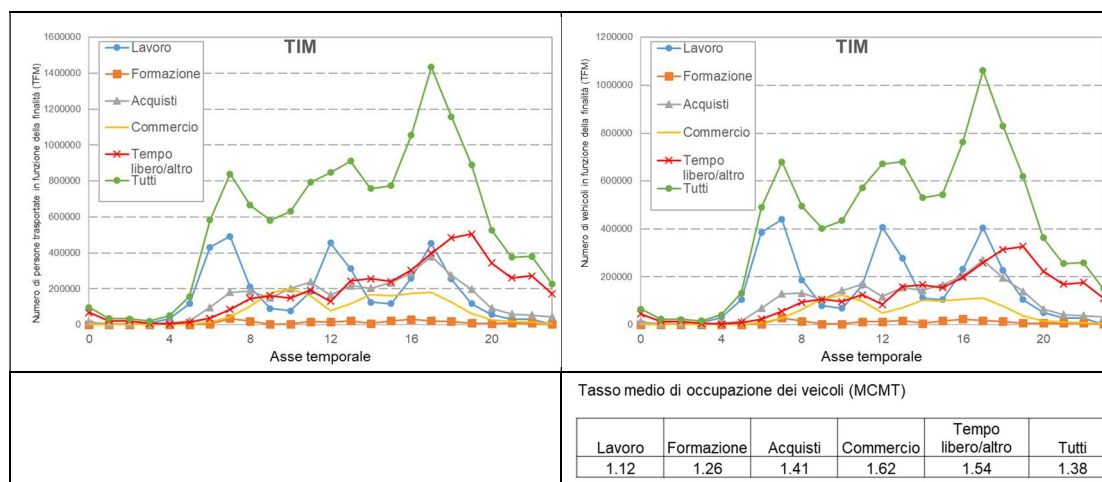 TIM
1600000
1400000
1200000
1000000
800000
600000
400000
200000
0
0
4
8
12
16
20
Numero di persone trasportate in funzione della finalità (TFM)
Asse temporale
Lavoro
Formazione
Acquisti
Commercio
Tempo
libero/altro
Tutti
TIM
1200000
1000000
800000
600000
400000
200000
0
0
4
8
12
16
20
Numero di vehicoli in funzione della finalità (TFM)
Asse temporale
Lavoro
Formazione
Acquisti
Commercio
Tempo
libero/altro
Tutti
Tasso medio di occupazione dei veicoli (MCMT)
Lavoro Formazione Acquisti Commercio Tempo libero/altro Tutti
1.12 1.26 1.41 1.62 1.54 1.38